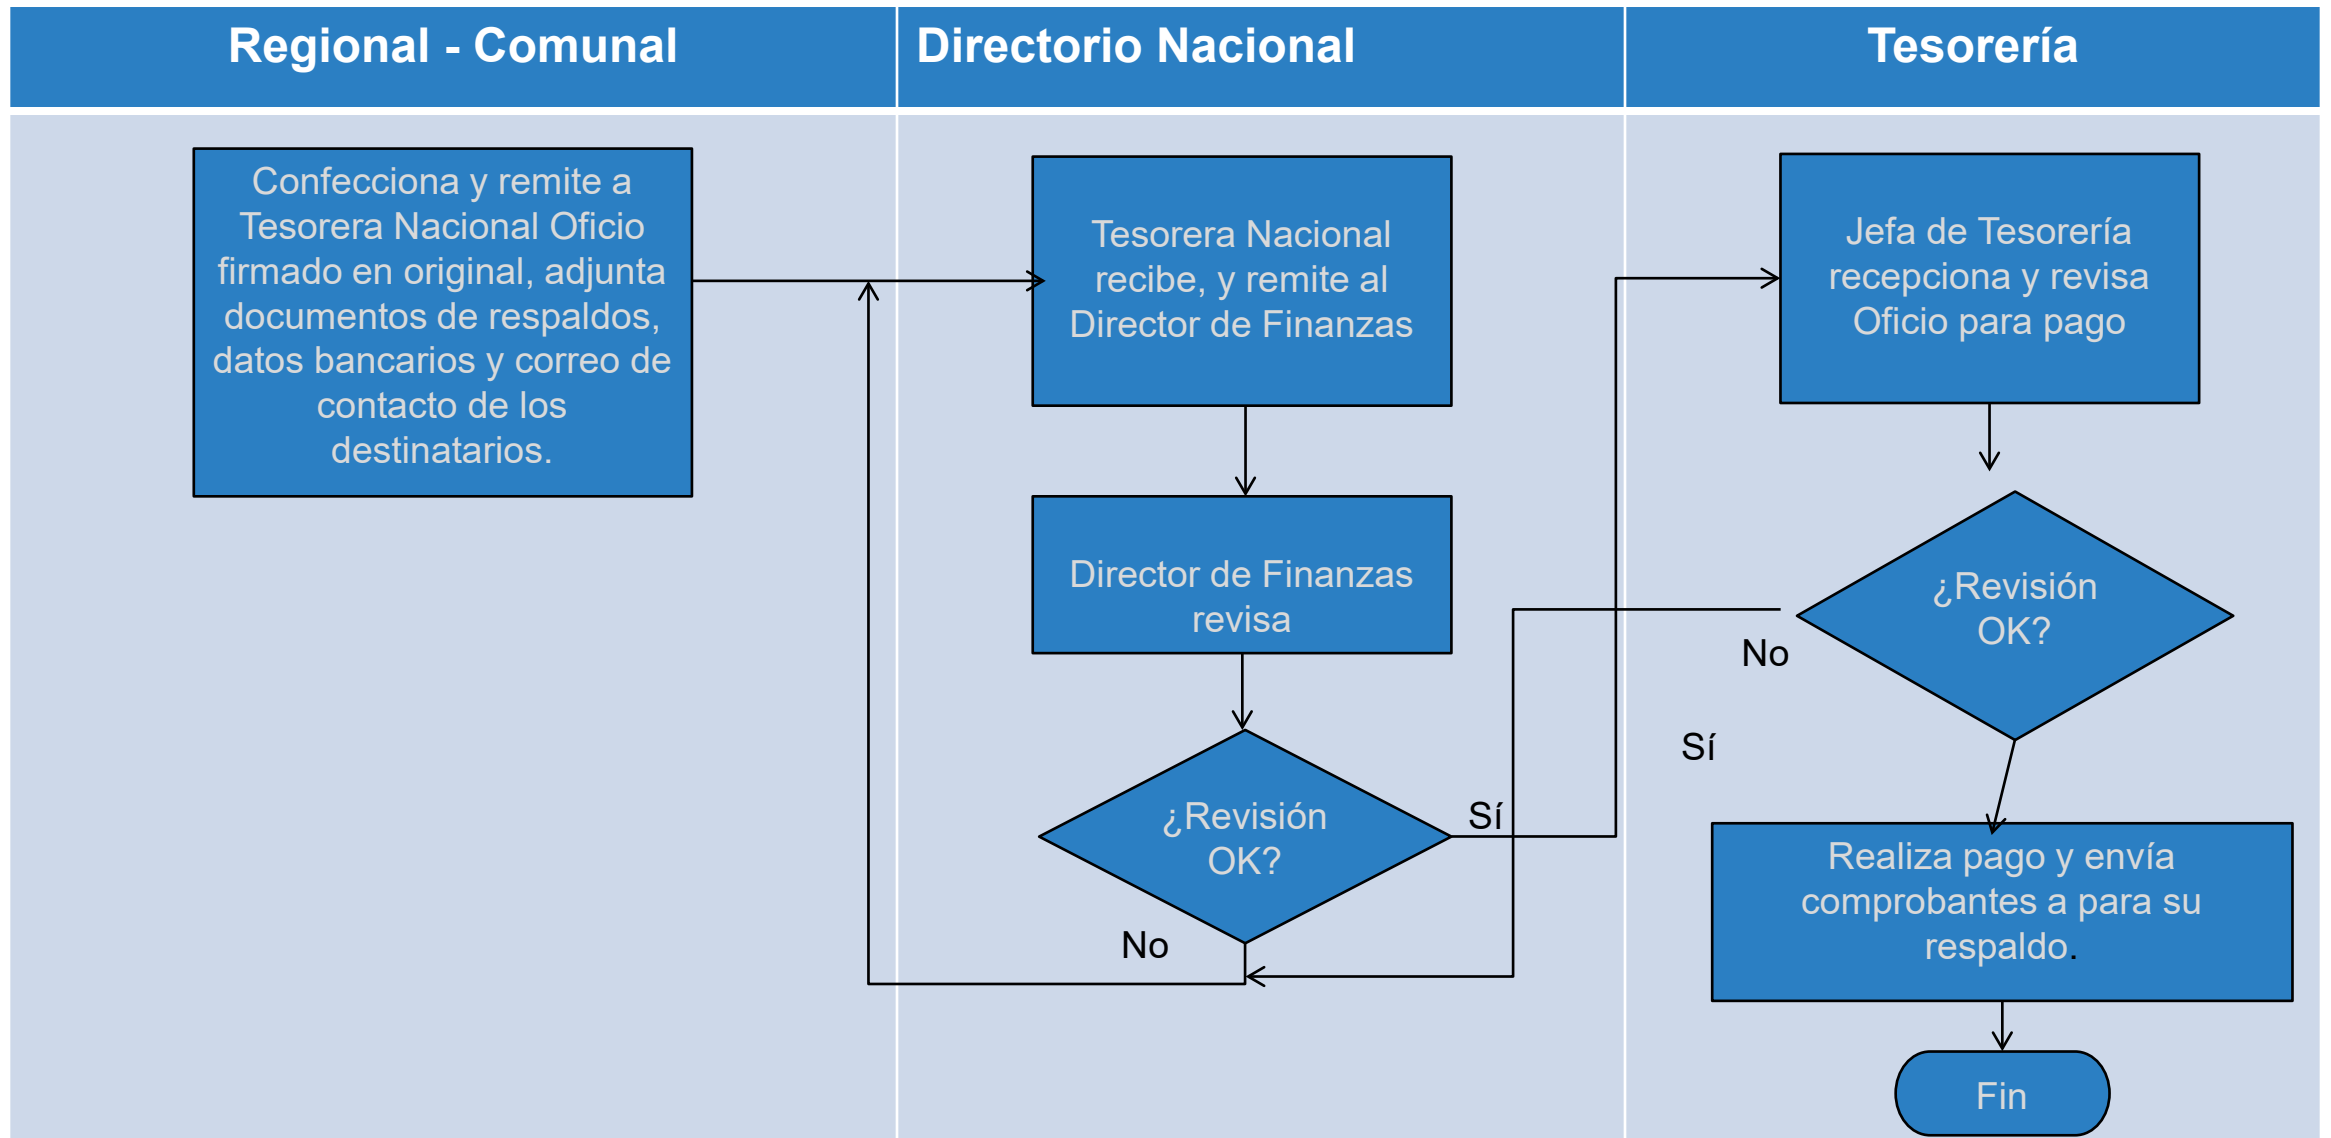 Regional - Comunal
Directorio Nacional
Tesorería
Confecciona y remite a
Tesorera Nacional Oficio
firmado en original, adjunta
documentos de respaldos,
datos bancarios y correo de
contacto de los
destinatarios.
Tesorera Nacional
recibe, y remite al
Director de Finanzas
Director de Finanzas
revisa
¿Revisión
OK?
Sí
No
Jefa de Tesorería
recepciona y revisa
Oficio para pago
¿Revisión
OK?
No
Sí
Realiza pago y envía
comprobantes a para su
respaldo.
Fin